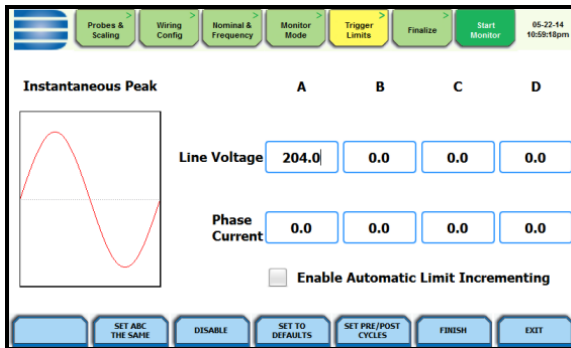 Probes &
Scaling
Wiring
Config
Nominal &
Frequency
Monitor
Mode
Trigger
Limits
Finalize
Start
Monitor
05-22-14
10:59:18pm
Instantaneous Peak A B C D
Line Voltage 204.0 0.0 0.0 0.0
Phase
Current 0.0 0.0 0.0 0.0
Enable Automatic Limit Incrementing
SET ABC
THE SAME
DISABLE
SET TO
DEFAULTS
SET PRE/POST
CYCLES
FINISH
EXIT